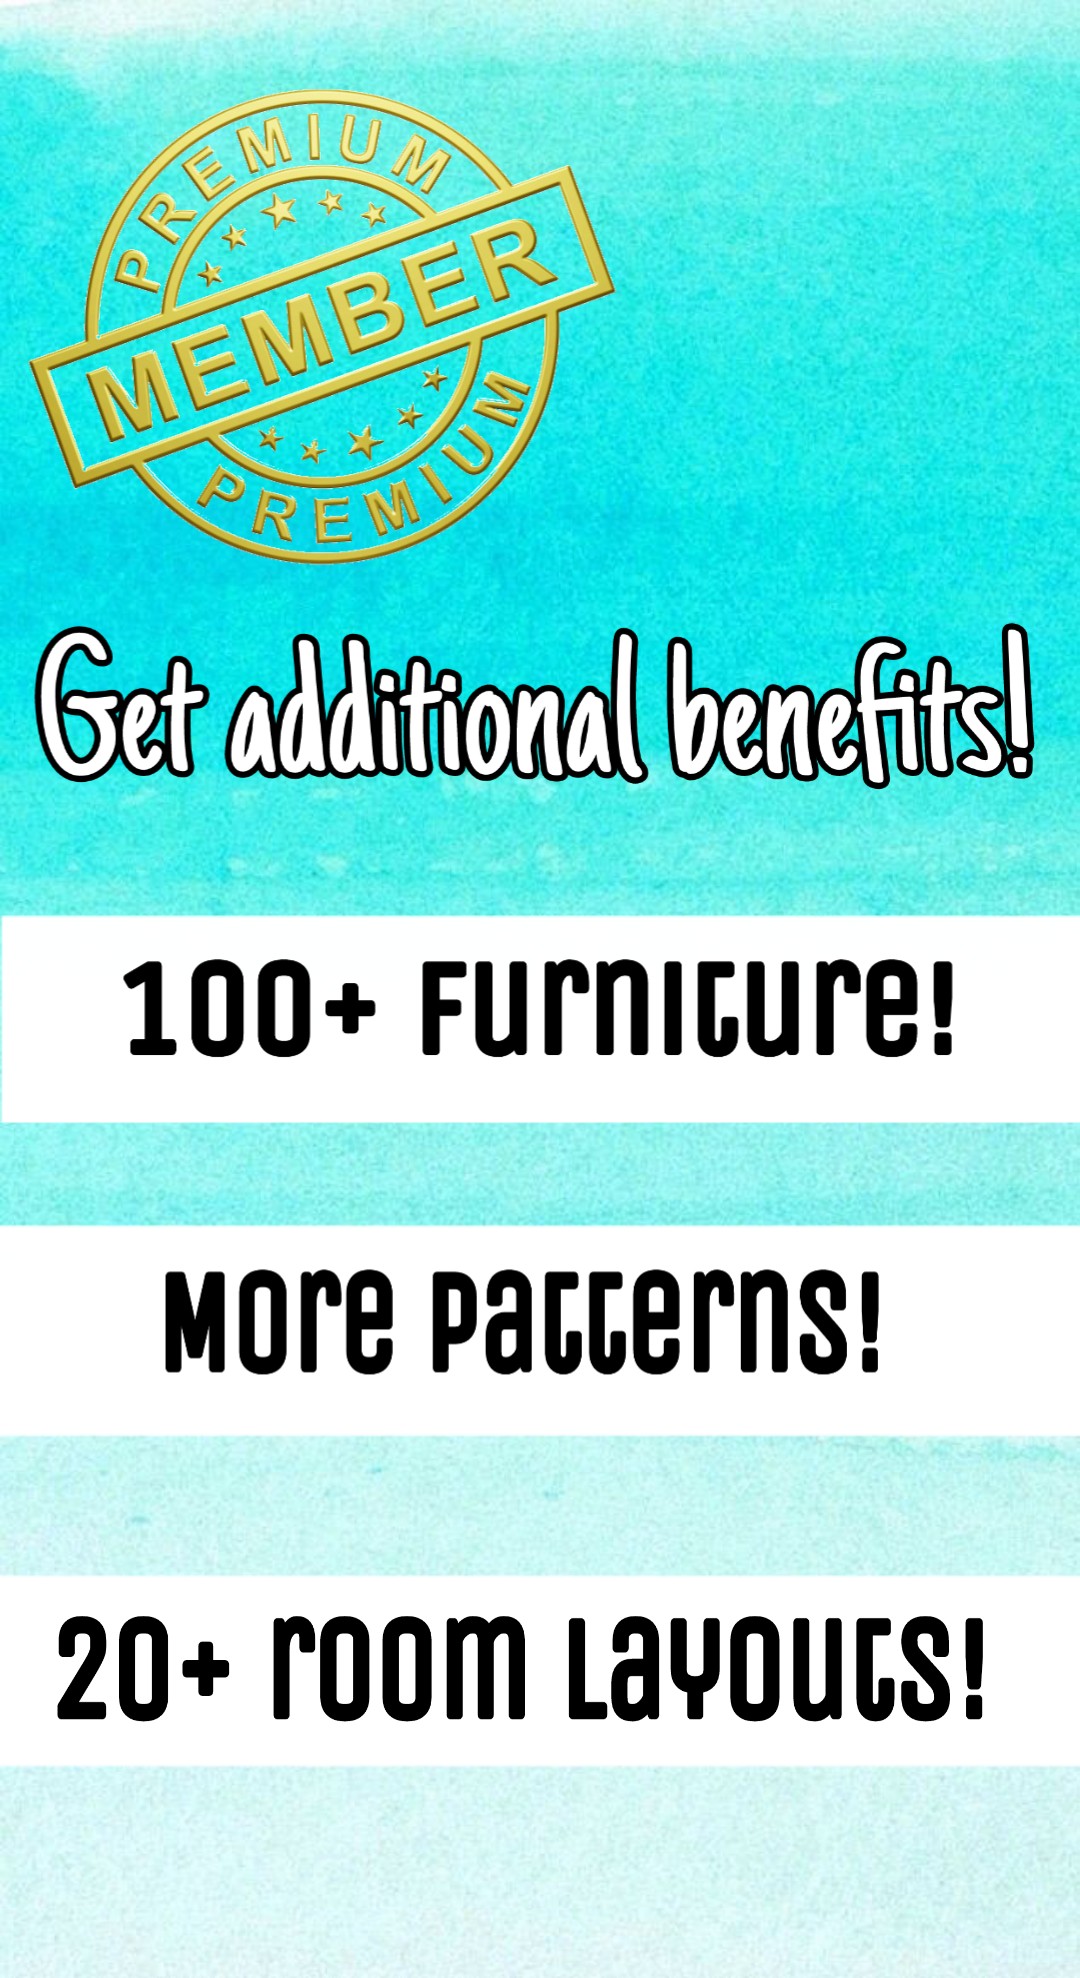 PREMIUM
MEMBER
PREMIUM
Get additional benefits!
100+ Furniture!
More patterns!
20+ room Layouts!